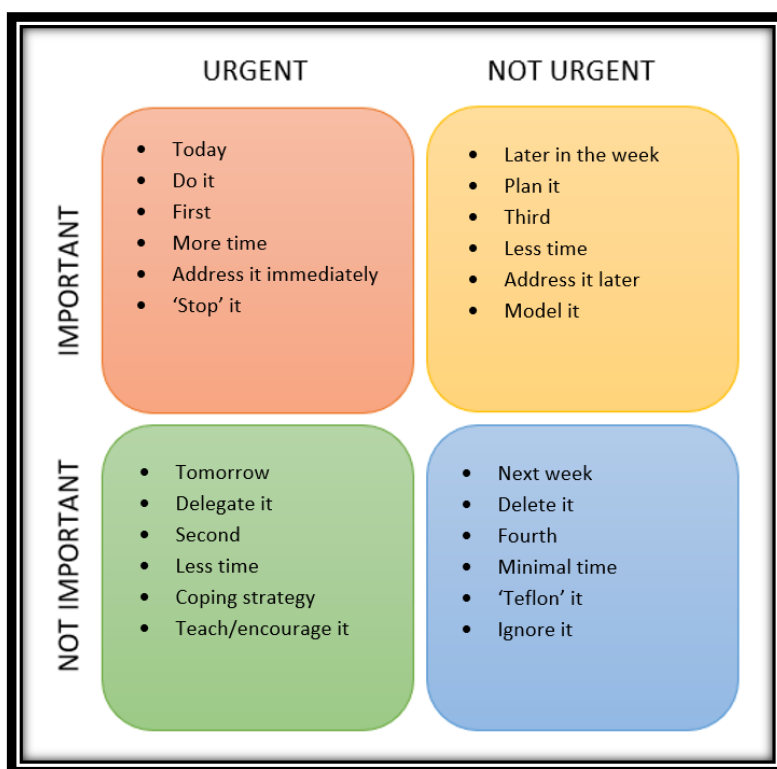 URGENT
NOT URGENT
IMPORTANT
• Today
• Do it
• First
• More time
• Address it immediately
• ‘Stop’ it
• Later in the week
• Plan it
• Third
• Less time
• Address it later
• Model it
NOT IMPORTANT
• Tomorrow
• Delegate it
• Second
• Less time
• Coping strategy
• Teach/encourage it
• Next week
• Delete it
• Fourth
• Minimal time
• ‘Teflon’ it
• Ignore it